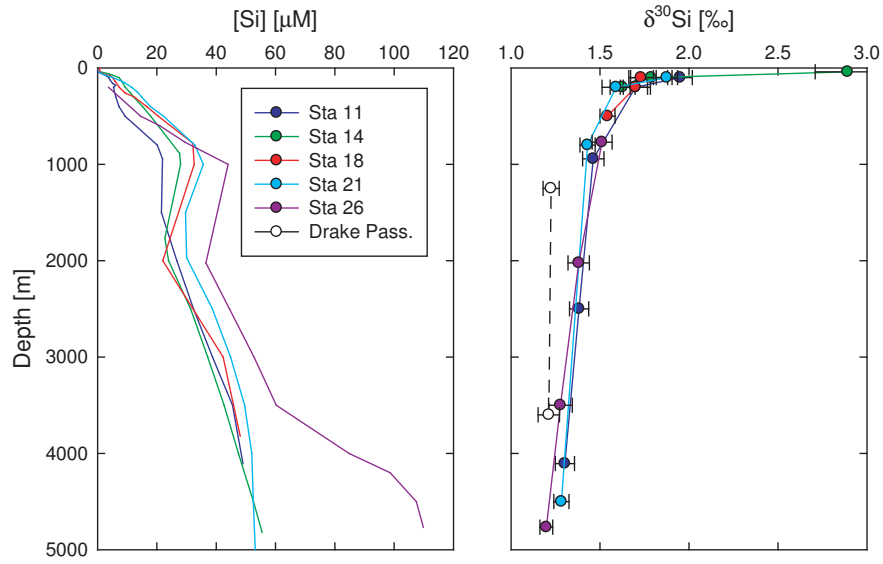 [Si] [μM]
0 20 40 60 80 100 120
δ30Si [‰]
1.0 1.5 2.0 2.5 3.0
0
1000
2000
3000
4000
5000
Depth [m]
Sta 11
Sta 14
Sta 18
Sta 21
Sta 26
Drake Pass.